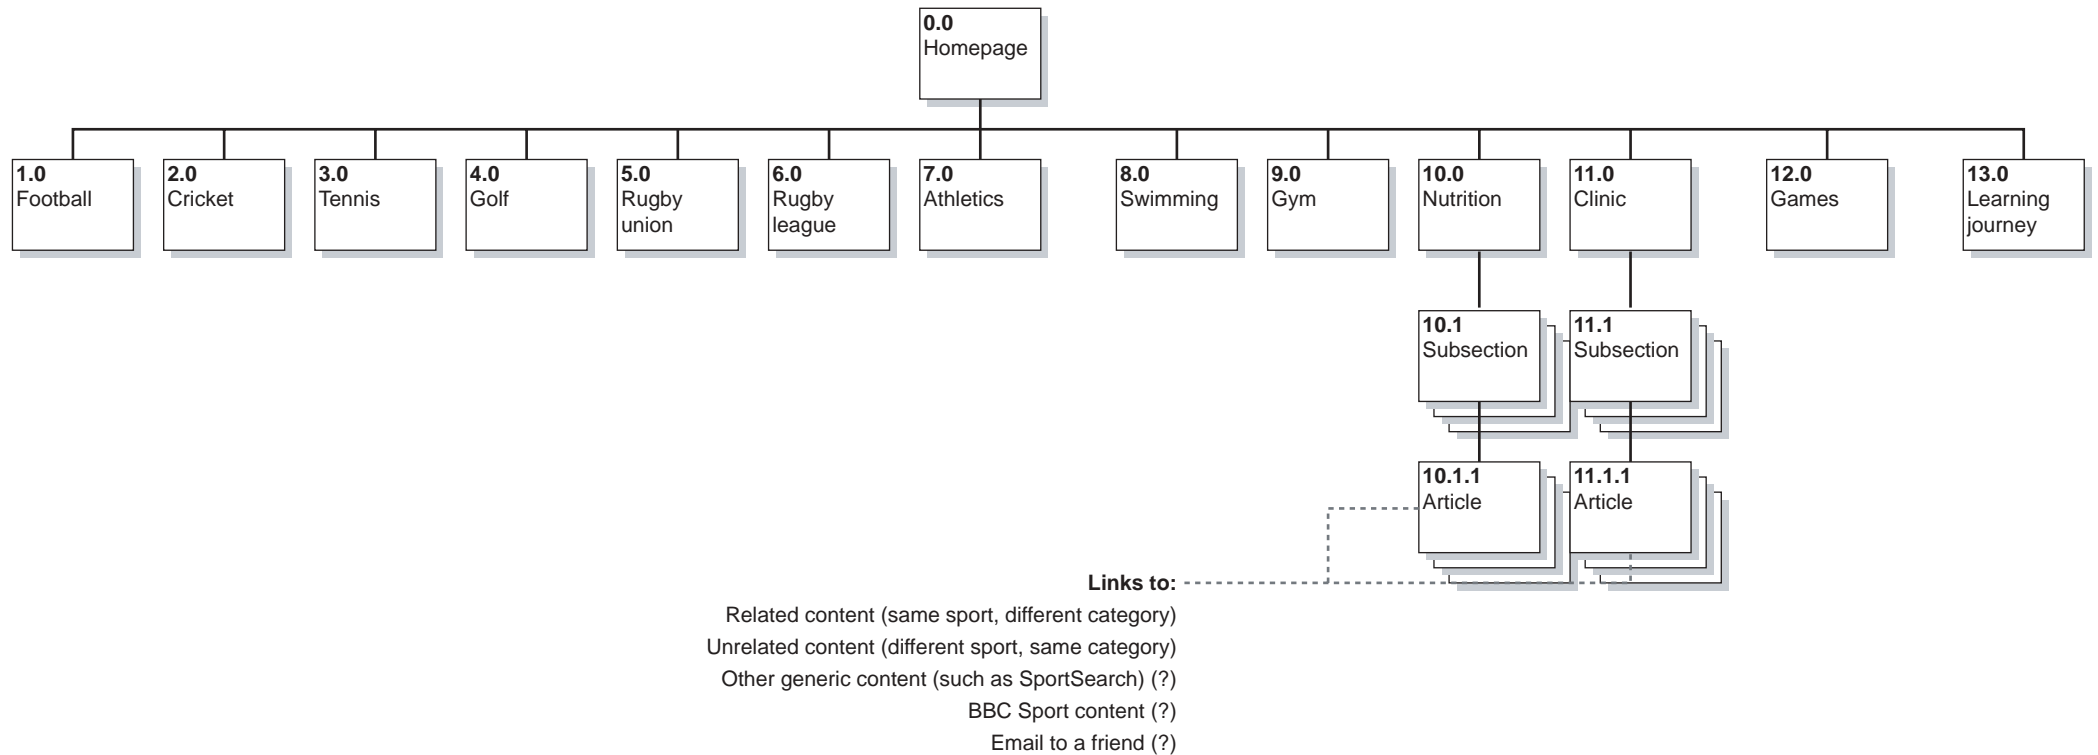 0.0
Homepage
1.0
Football
2.0
Cricket
3.0
Tennis
4.0
Golf
5.0
Rugby
union
6.0
Rugby
league
7.0
Athletics
8.0
Swimming
9.0
Gym
10.0
Nutrition
11.0
Clinic
12.0
Games
13.0
Learning
journey
10.1
Subsection
11.1
Subsection
10.1.1
Article
11.1.1
Article
Links to:
Related content (same sport, different category)
Unrelated content (different sport, same category)
Other generic content (such as SportSearch) (?)
BBC Sport content (?)
Email to a friend (?)